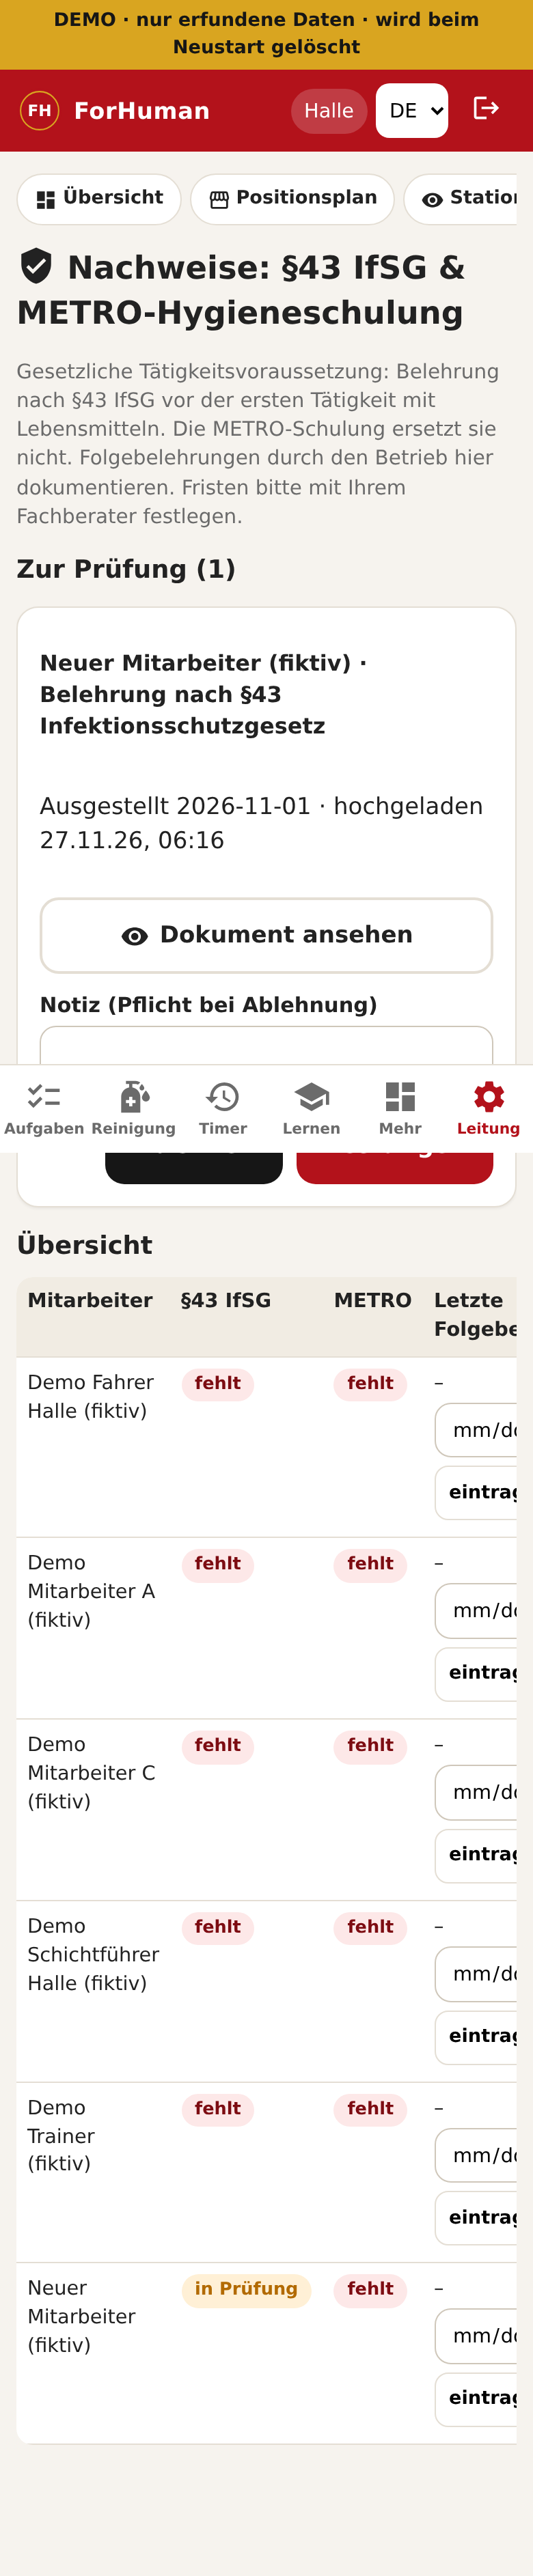 DEMO · nur erfundene Daten · wird beim
Neustart gelöscht
FH ForHuman Halle DE
Übersicht Positionsplan
Nachweise: §43 IfSG &
METRO-Hygieneschulung
Gesetzliche Tätigkeitsvoraussetzung: Belehrung
nach §43 IfSG vor der ersten Tätigkeit mit
Lebensmitteln. Die METRO-Schulung ersetzt sie
nicht. Folgebelehrungen durch den Betrieb hier
dokumentieren. Fristen bitte mit Ihrem
Fachberater festlegen.
Zur Prüfung (1)
Neuer Mitarbeiter (fiktiv) ·
Belehrung nach §43
Infektionsschutzgesetz
Ausgestellt 2026-11-01 · hochgeladen
27.11.26, 06:16
Dokument ansehen
Notiz (Pflicht bei Ablehnung)
Aufgaben Reinigung Timer Lernen Mehr Leitung
Übersicht
Mitarbeiter §43 IfSG METRO Letzte
Demo Fahrer fehlt fehlt –
Halle (fiktiv)
Demo fehlt fehlt –
Mitarbeiter A
(fiktiv)
Demo fehlt fehlt –
Mitarbeiter C
(fiktiv)
Demo fehlt fehlt –
Schichtführer
Halle (fiktiv)
Demo fehlt fehlt –
Trainer
(fiktiv)
Neuer in Prüfung fehlt –
Mitarbeiter
(fiktiv)